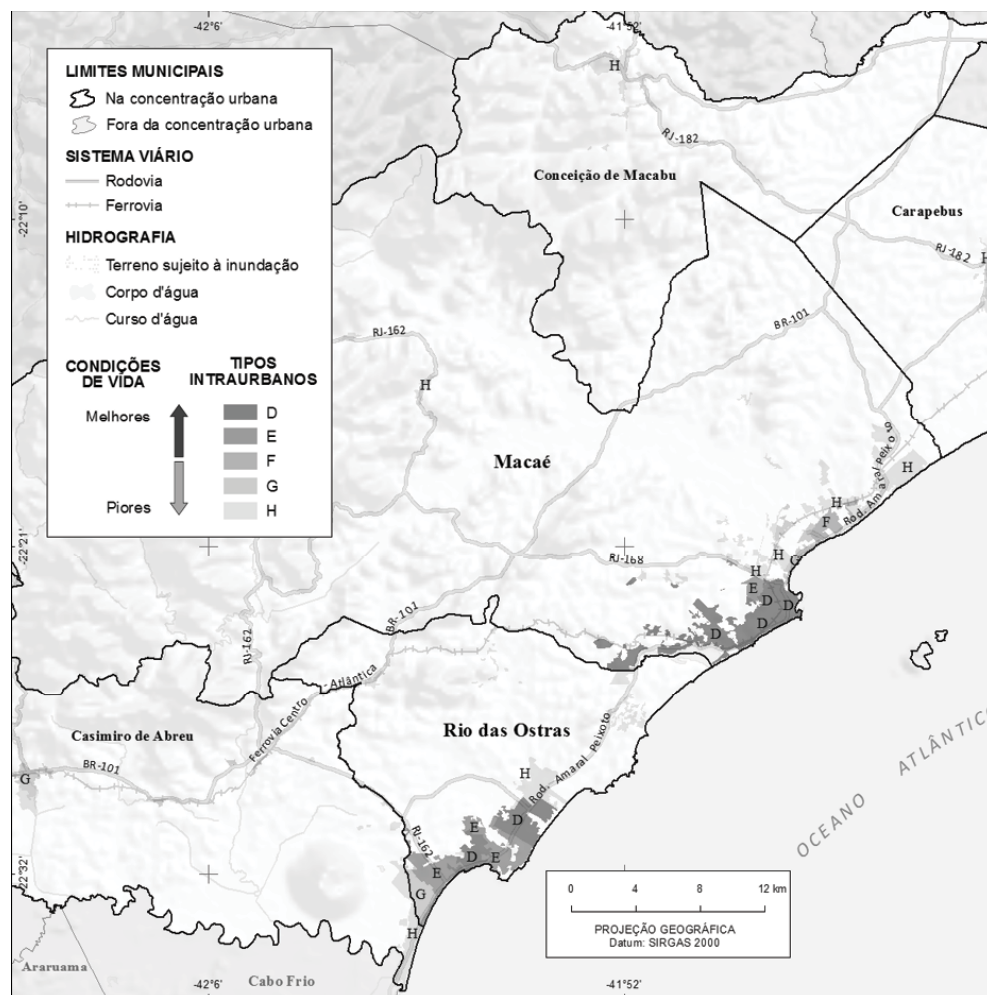 -42°6'
-41°52'
LIMITES MUNICIPAIS
Na concentração urbana
Fora da concentração urbana
SISTEMA VIÁRIO
Rodovia
Ferrovia
HIDROGRAFIA
Terreno sujeito à inundação
Corpo d'água
Curso d'água
CONDIÇÕES
DE VIDA
Melhores
Piores
TIPOS
INTRAURBANOS
D
E
F
G
H
H
RJ-182
Conceição de Macabu
Carapebus
RJ-182
H
-22°10'
BR-101
RJ-162
H
Macaé
H
Rod. Amaral Peixoto
H
F
-22°21'
RJ-168
H
G
H
E
D
D
D
D
BR-101
RJ-162
Ferrovia Centro - Atlântica
Casimiro de Abreu
Rio das Ostras
BR-101
G
Rod. Amaral Peixoto
H
D
E
RJ-162
D
E
E
G
H
-22°32'
OCEANO ATLÂNTICO
0 4 8 12 km
PROJEÇÃO GEOGRÁFICA
Datum: SIRGAS 2000
Araruama
Cabo Frio
-42°6'
-41°52'